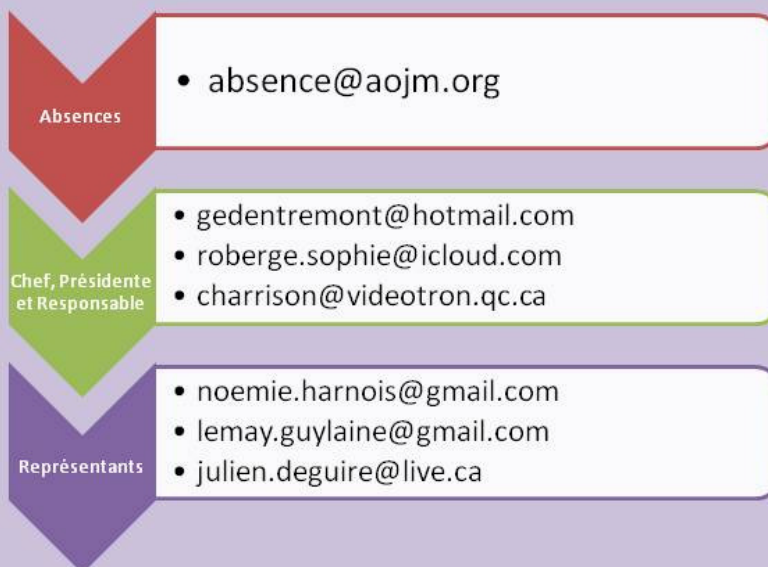 Absences
• absence@aojm.org
Chef, Présidente
et Responsable
• gedentremont@hotmail.com
• roberge.sophie@icloud.com
• charrison@videotron.qc.ca
Représentants
• noemie.harnois@gmail.com
• lemay.guylaine@gmail.com
• julien.deguire@live.ca